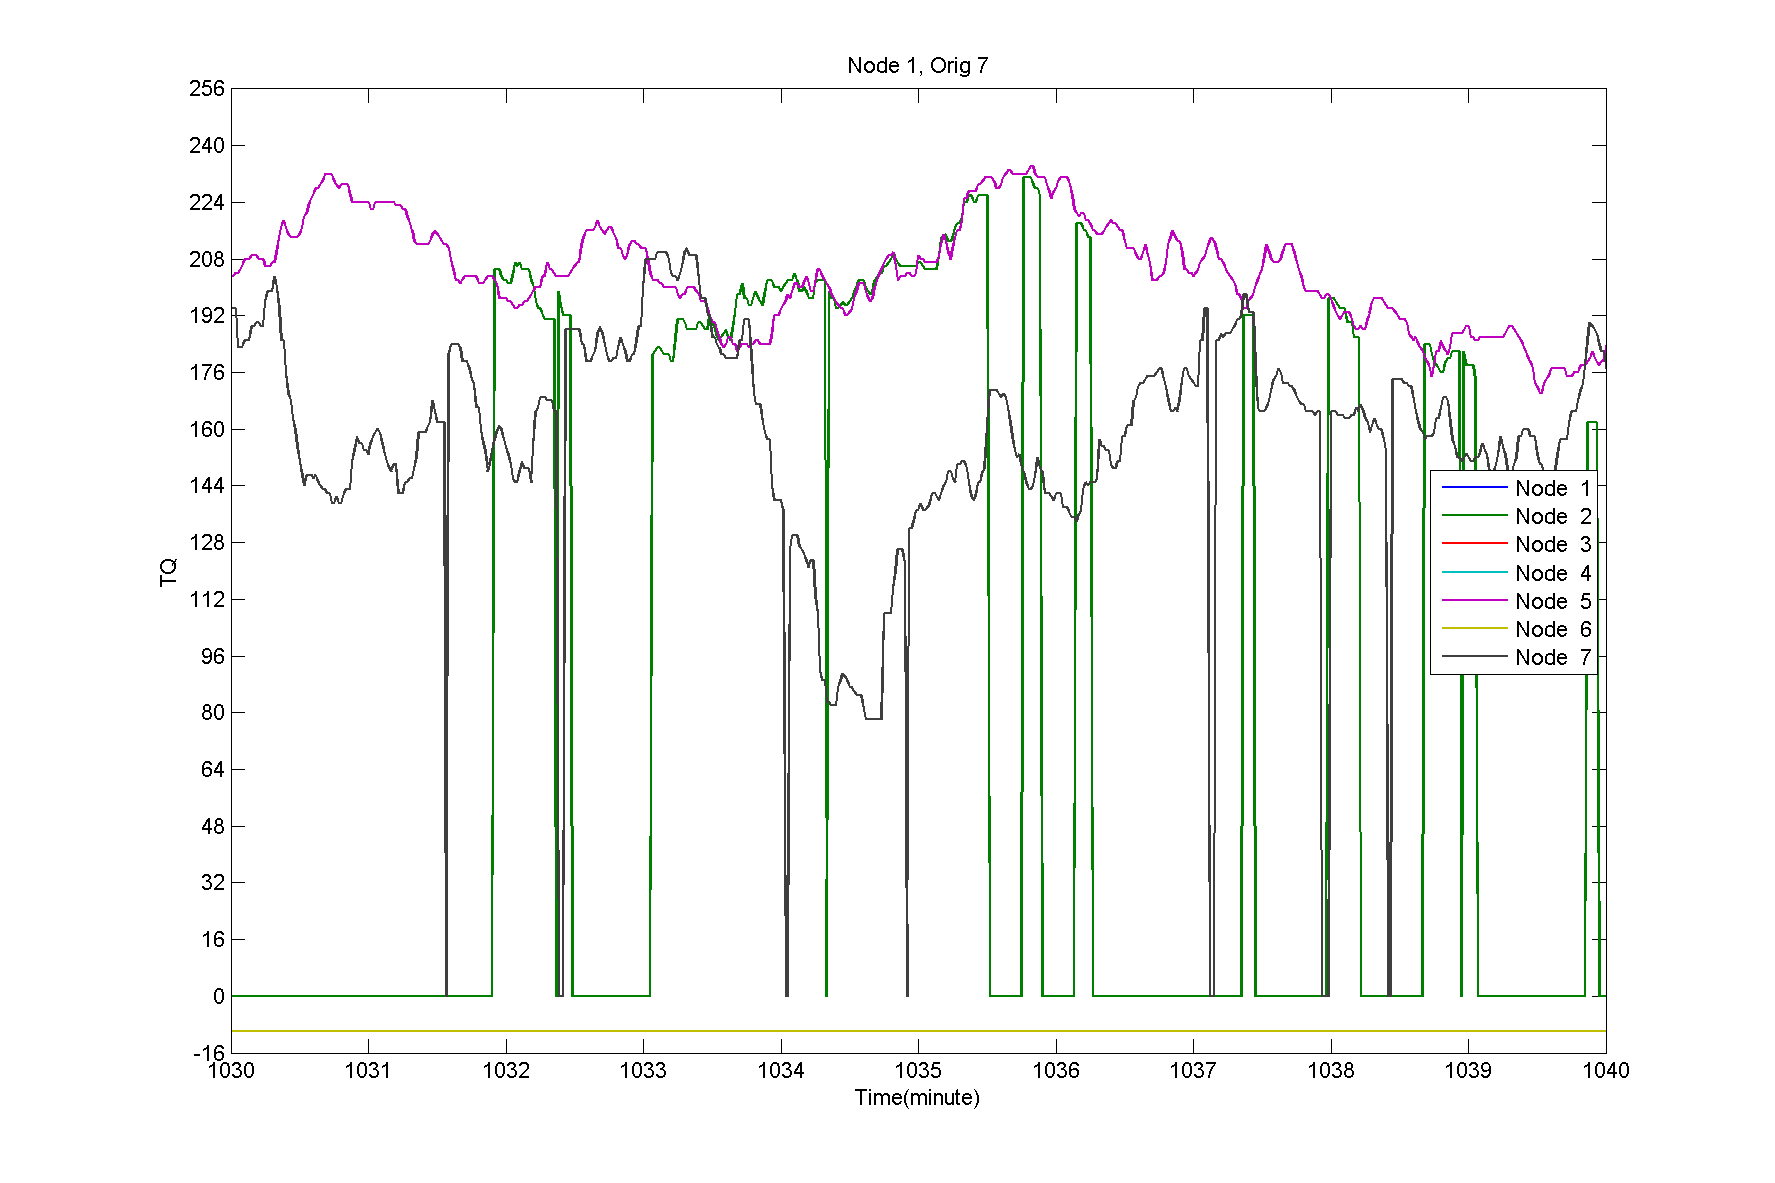 Node 1, Orig 7
256
240
224
208
192
176
160
144
128
112
96
80
64
48
32
16
0
-16
TQ
1030 1031 1032 1033 1034 1035 1036 1037 1038 1039 1040
Time(minute)
Node 1
Node 2
Node 3
Node 4
Node 5
Node 6
Node 7